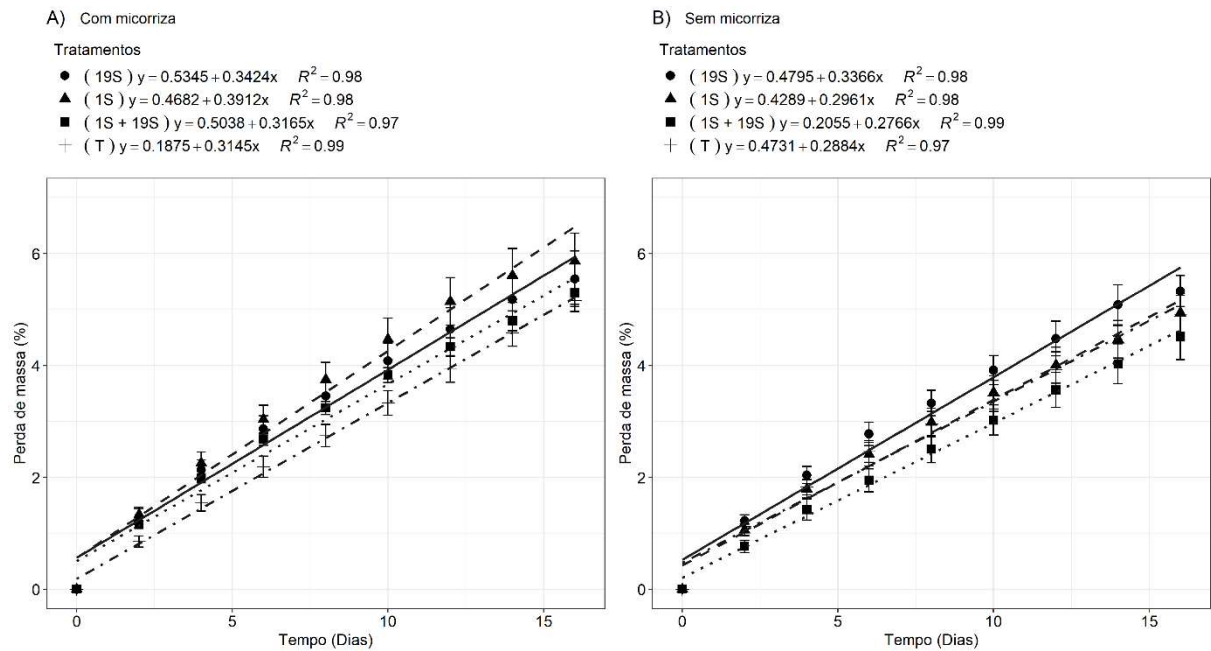 A) Com micorriza
Tratamentos
( 19S ) y = 0.5345 + 0.3424x R² = 0.98
( 1S ) y = 0.4682 + 0.3912x R² = 0.98
( 1S + 19S ) y = 0.5038 + 0.3165x R² = 0.97
( T ) y = 0.1875 + 0.3145x R² = 0.99
Perda de massa (%)
6
4
2
0
0 5 10 15
Tempo (Dias)
B) Sem micorriza
Tratamentos
( 19S ) y = 0.4795 + 0.3366x R² = 0.98
( 1S ) y = 0.4289 + 0.2961x R² = 0.98
( 1S + 19S ) y = 0.2055 + 0.2766x R² = 0.99
( T ) y = 0.4731 + 0.2884x R² = 0.97
Perda de massa (%)
6
4
2
0
0 5 10 15
Tempo (Dias)